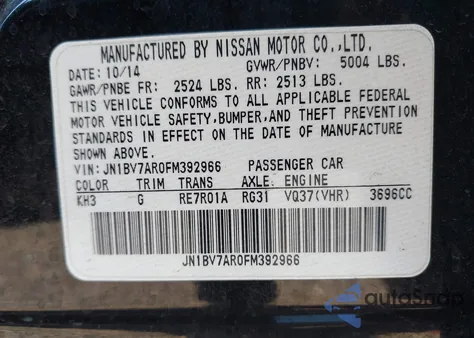 MANUFACTURED BY NISSAN MOTOR CO.,LTD.
DATE: 10/14 GVWR/PNBV: 5004 LBS.
GAWR/PNBE FR: 2524 LBS. RR: 2513 LBS.
THIS VEHICLE CONFORMS TO ALL APPLICABLE FEDERAL
MOTOR VEHICLE SAFETY,BUMPER,AND THEFT PREVENTION
STANDARDS IN EFFECT ON THE DATE OF MANUFACTURE
SHOWN ABOVE.
VIN: JN1BV7AR0FM392966 PASSENGER CAR
COLOR TRIM TRANS AXLE: ENGINE
KH3 G RE7R01A RG31 VQ37(VHR) 3696CC
JN1BV7AR0FM392966
autoSnap